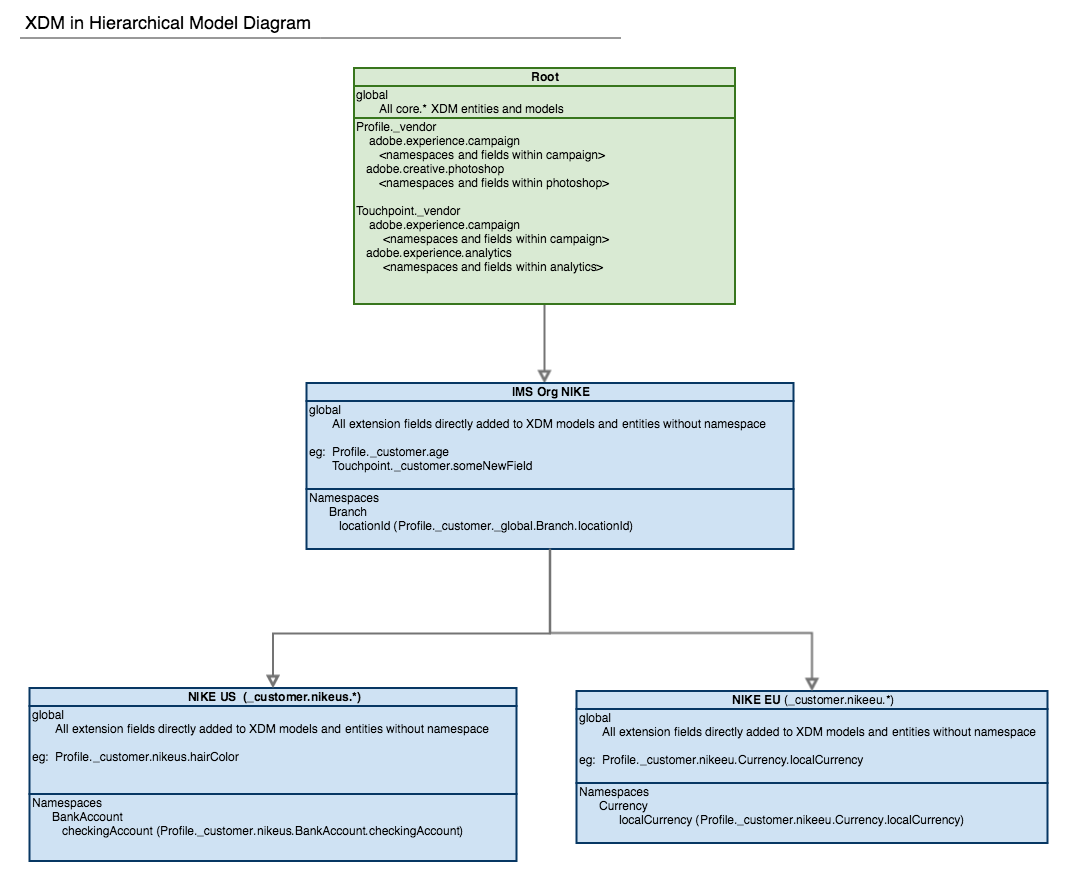 XDM in Hierarchical Model Diagram
Root
global
All core.* XDM entities and models
Profile._vendor
adobe.experience.campaign
<namespaces and fields within campaign>
adobe.creative.photoshop
<namespaces and fields within photoshop>
Touchpoint._vendor
adobe.experience.campaign
<namespaces and fields within campaign>
adobe.experience.analytics
<namespaces and fields within analytics>
IMS Org NIKE
global
All extension fields directly added to XDM models and entities without namespace
eg: Profile._customer.age
Touchpoint._customer.someNewField
Namespaces
Branch
locationId (Profile._customer._global.Branch.locationId)
NIKE US (_customer.nikeus.*)
global
All extension fields directly added to XDM models and entities without namespace
eg: Profile._customer.nikeus.hairColor
Namespaces
BankAccount
checkingAccount (Profile._customer.nikeus.BankAccount.checkingAccount)
NIKE EU (_customer.nikeeu.*)
global
All extension fields directly added to XDM models and entities without namespace
eg: Profile._customer.nikeeu.Currency.localCurrency
Namespaces
Currency
localCurrency (Profile._customer.nikeeu.Currency.localCurrency)